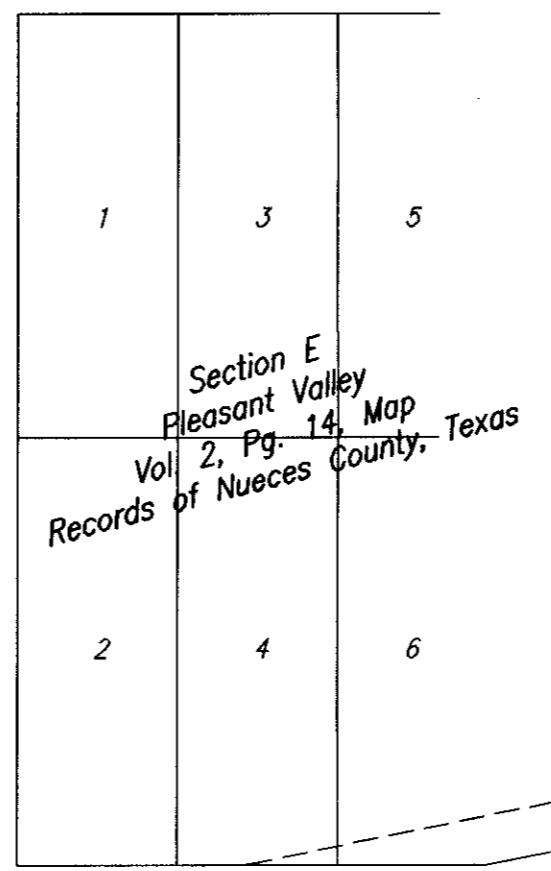 1 3 5
Section E
Pleasant Valley
Vol. 2, Pg. 14, Map
Records of Nueces County, Texas
2 4 6